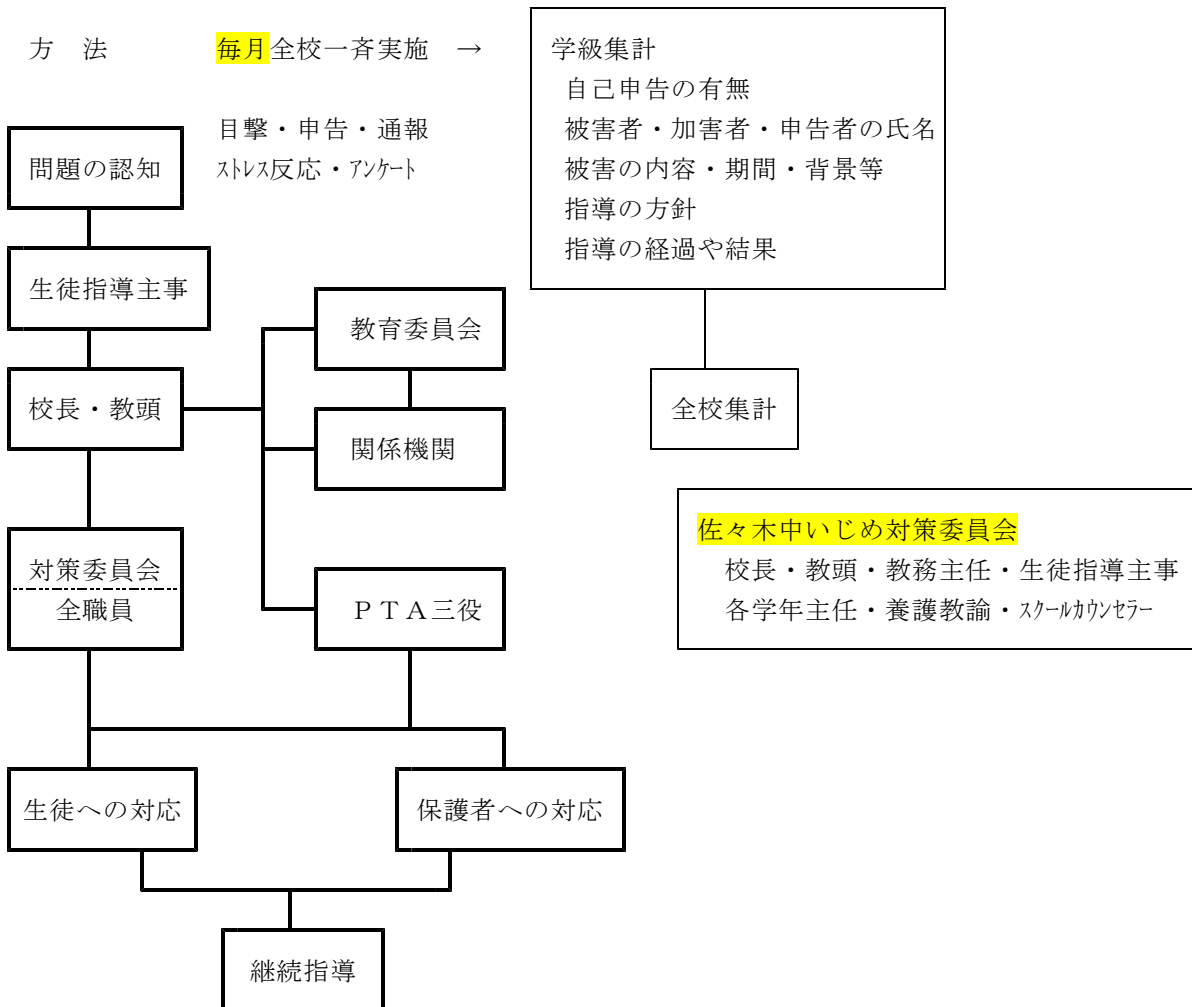 方　法　毎月全校一斉実施　→
学級集計
自己申告の有無
被害者・加害者・申告者の氏名
被害の内容・期間・背景等
指導の方針
指導の経過や結果
目撃・申告・通報
ストレス反応・アンケート
問題の認知
生徒指導主事
教育委員会
校長・教頭
関係機関
全校集計
対策委員会
全職員
ＰＴＡ三役
佐々木中いじめ対策委員会
校長・教頭・教務主任・生徒指導主事
各学年主任・養護教諭・スクールカウンセラー
生徒への対応
保護者への対応
継続指導